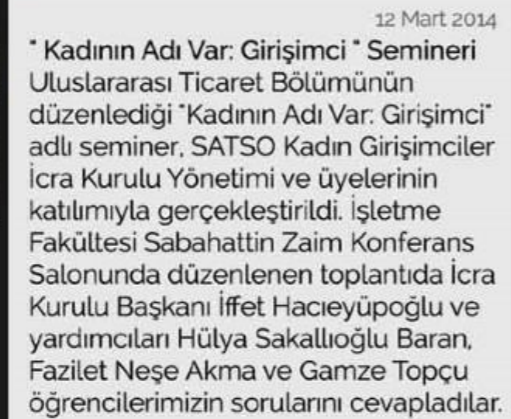 12 Mart 2014
" Kadının Adı Var: Girişimci " Semineri
Uluslararası Ticaret Bölümünün
düzenlediği "Kadının Adı Var: Girişimci"
adlı seminer, SATSO Kadın Girişimciler
İcra Kurulu Yönetimi ve üyelerinin
katılımıyla gerçekleştirildi. İşletme
Fakültesi Sabahattin Zaim Konferans
Salonunda düzenlenen toplantıda İcra
Kurulu Başkanı İffet Hacıeyüpoğlu ve
yardımcıları Hülya Sakallıoğlu Baran,
Fazilet Neşe Akma ve Gamze Topçu
öğrencilerimizin sorularını cevapladılar.